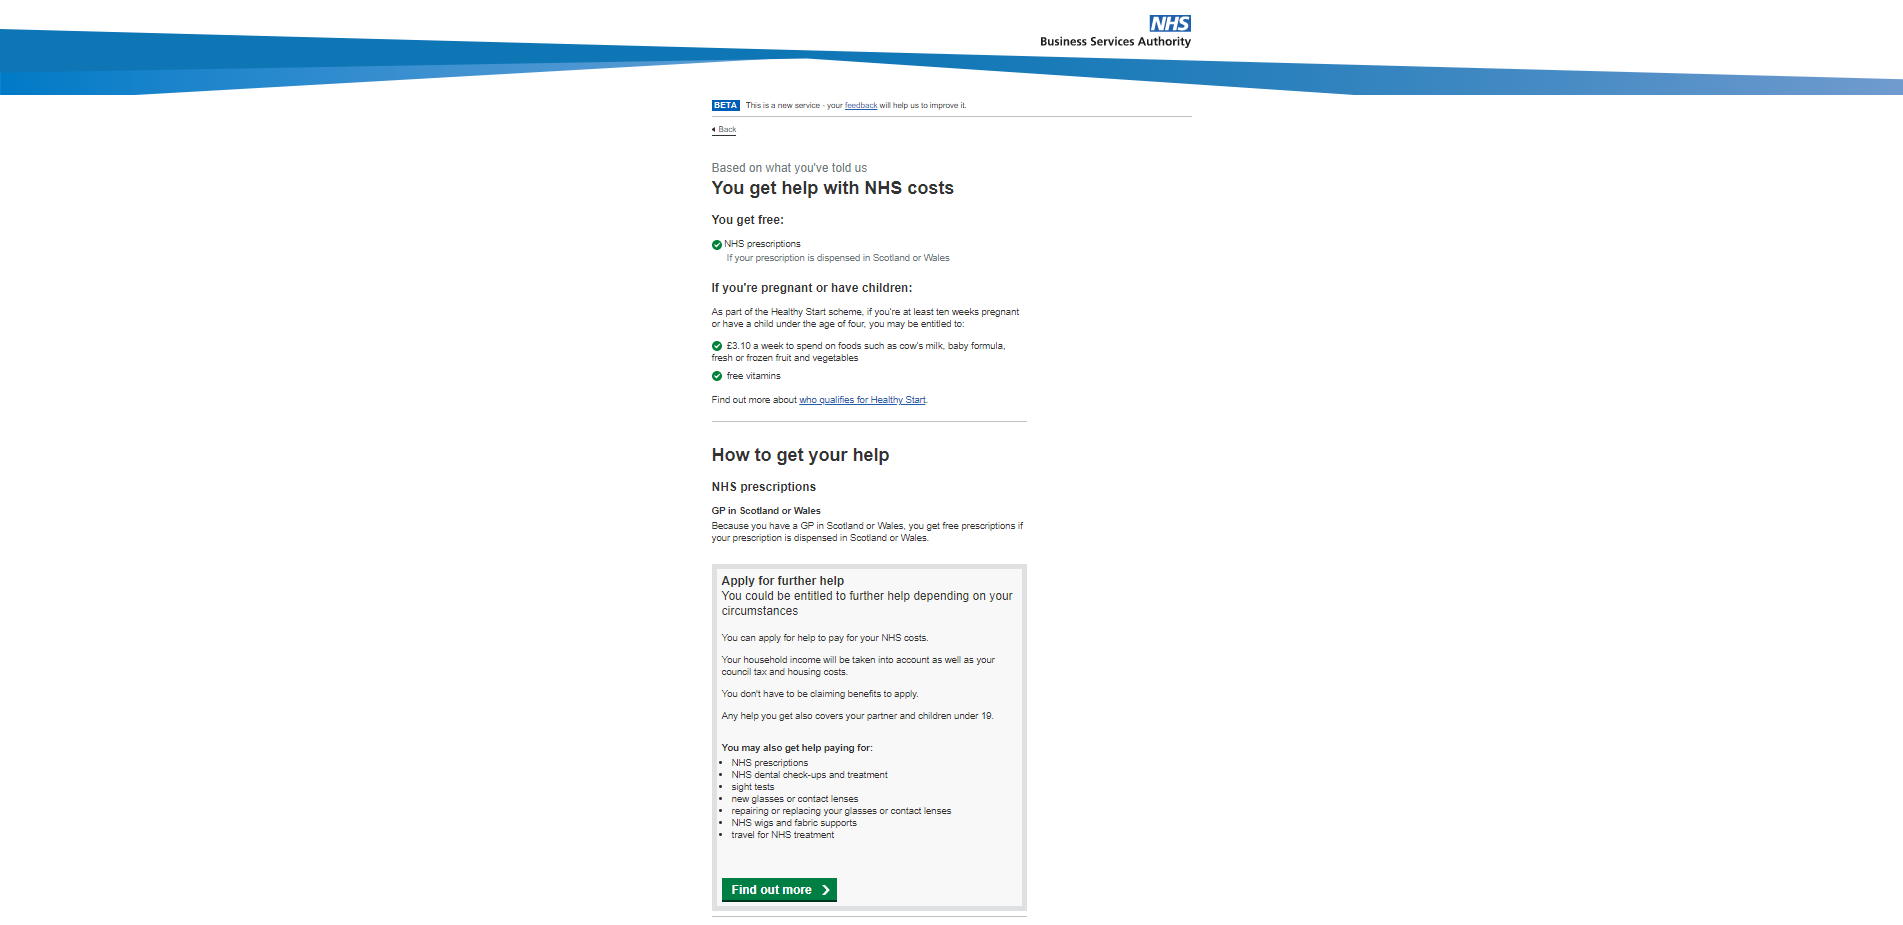 NHS
Business Services Authority
BETA This is a new service - your feedback will help us to improve it.
Back
Based on what you've told us
You get help with NHS costs
You get free:
NHS prescriptions
If your prescription is dispensed in Scotland or Wales
If you're pregnant or have children:
As part of the Healthy Start scheme, if you're at least ten weeks pregnant
or have a child under the age of four, you may be entitled to:
£3.10 a week to spend on foods such as cow's milk, baby formula,
fresh or frozen fruit and vegetables
free vitamins
Find out more about who qualifies for Healthy Start.
How to get your help
NHS prescriptions
GP in Scotland or Wales
Because you have a GP in Scotland or Wales, you get free prescriptions if
your prescription is dispensed in Scotland or Wales.
Apply for further help
You could be entitled to further help depending on your
circumstances
You can apply for help to pay for your NHS costs.
Your household income will be taken into account as well as your
council tax and housing costs.
You don't have to be claiming benefits to apply.
Any help you get also covers your partner and children under 19.
You may also get help paying for:
• NHS prescriptions
• NHS dental check-ups and treatment
• sight tests
• new glasses or contact lenses
• repairing or replacing your glasses or contact lenses
• NHS wigs and fabric supports
• travel for NHS treatment
Find out more